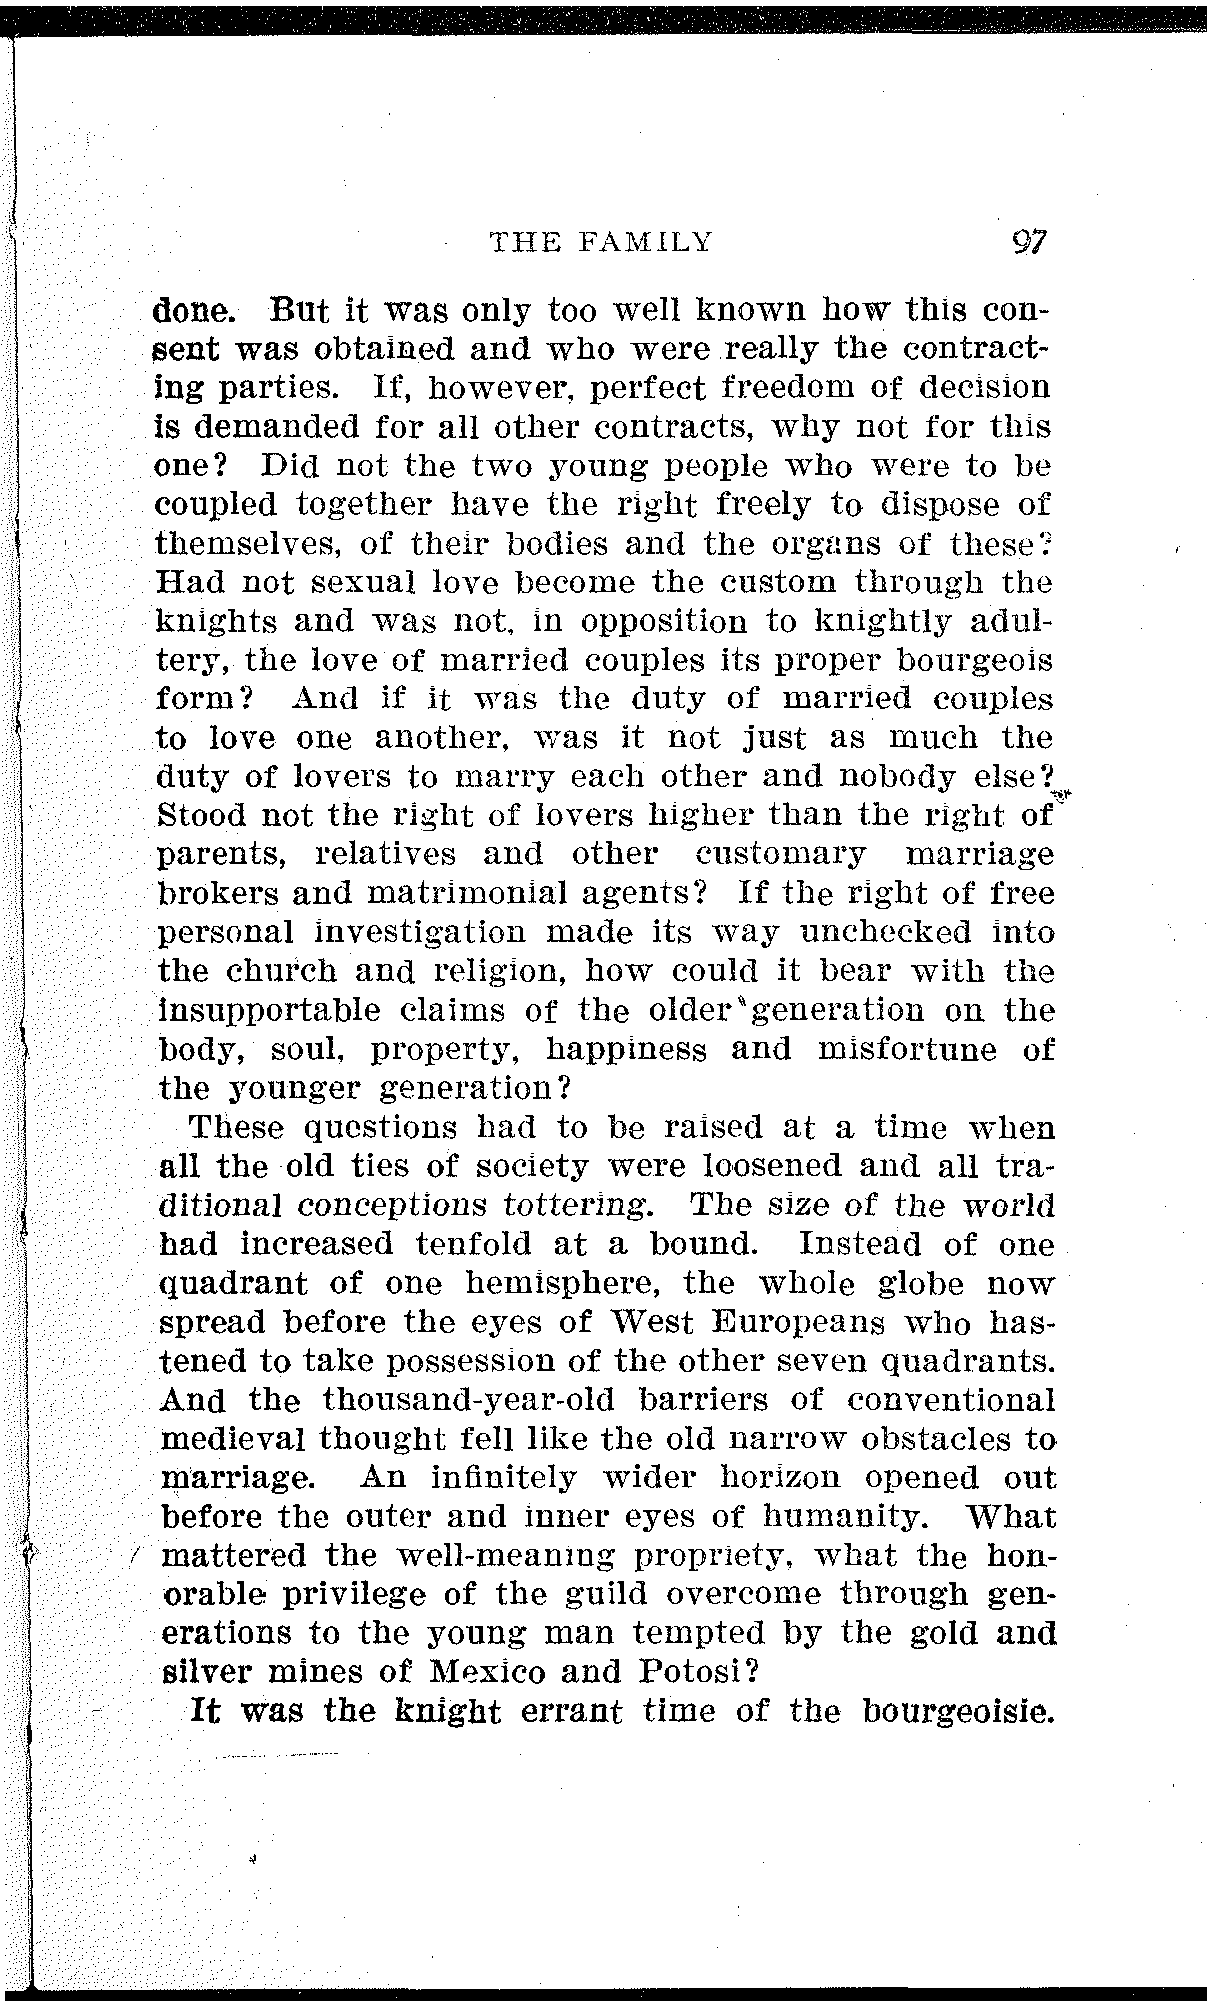 THE FAMILY 97
done. But it was only too well known how this con-
sent was obtained and who were really the contract-
ing parties. If, however, perfect freedom of decision
is demanded for all other contracts, why not for this
one? Did not the two young people who were to be
coupled together have the right freely to dispose of
themselves, of their bodies and the organs of these?
Had not sexual love become the custom through the
knights and was not, in opposition to knightly adul-
tery, the love of married couples its proper bourgeois
form? And if it was the duty of married couples
to love one another, was it not just as much the
duty of lovers to marry each other and nobody else?
Stood not the right of lovers higher than the right of
parents, relatives and other customary marriage
brokers and matrimonial agents? If the right of free
personal investigation made its way unchecked into
the church and religion, how could it bear with the
insupportable claims of the older generation on the
body, soul, property, happiness and misfortune of
the younger generation?
These questions had to be raised at a time when
all the old ties of society were loosened and all tra-
ditional conceptions tottering. The size of the world
had increased tenfold at a bound. Instead of one
quadrant of one hemisphere, the whole globe now
spread before the eyes of West Europeans who has-
tened to take possession of the other seven quadrants.
And the thousand-year-old barriers of conventional
medieval thought fell like the old narrow obstacles to
marriage. An infinitely wider horizon opened out
before the outer and inner eyes of humanity. What
mattered the well-meaning propriety, what the hon-
orable privilege of the guild overcome through gen-
erations to the young man tempted by the gold and
silver mines of Mexico and Potosi?
It was the knight errant time of the bourgeoisie.